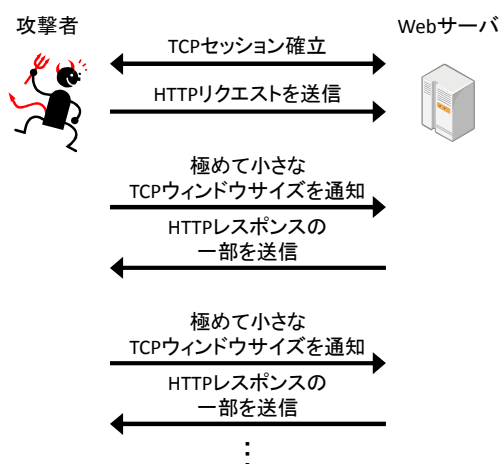 攻撃者
Webサーバ
TCPセッション確立
HTTPリクエストを送信
極めて小さな
TCPウィンドウサイズを通知
HTTPレスポンスの
一部を送信
極めて小さな
TCPウィンドウサイズを通知
HTTPレスポンスの
一部を送信
⋮